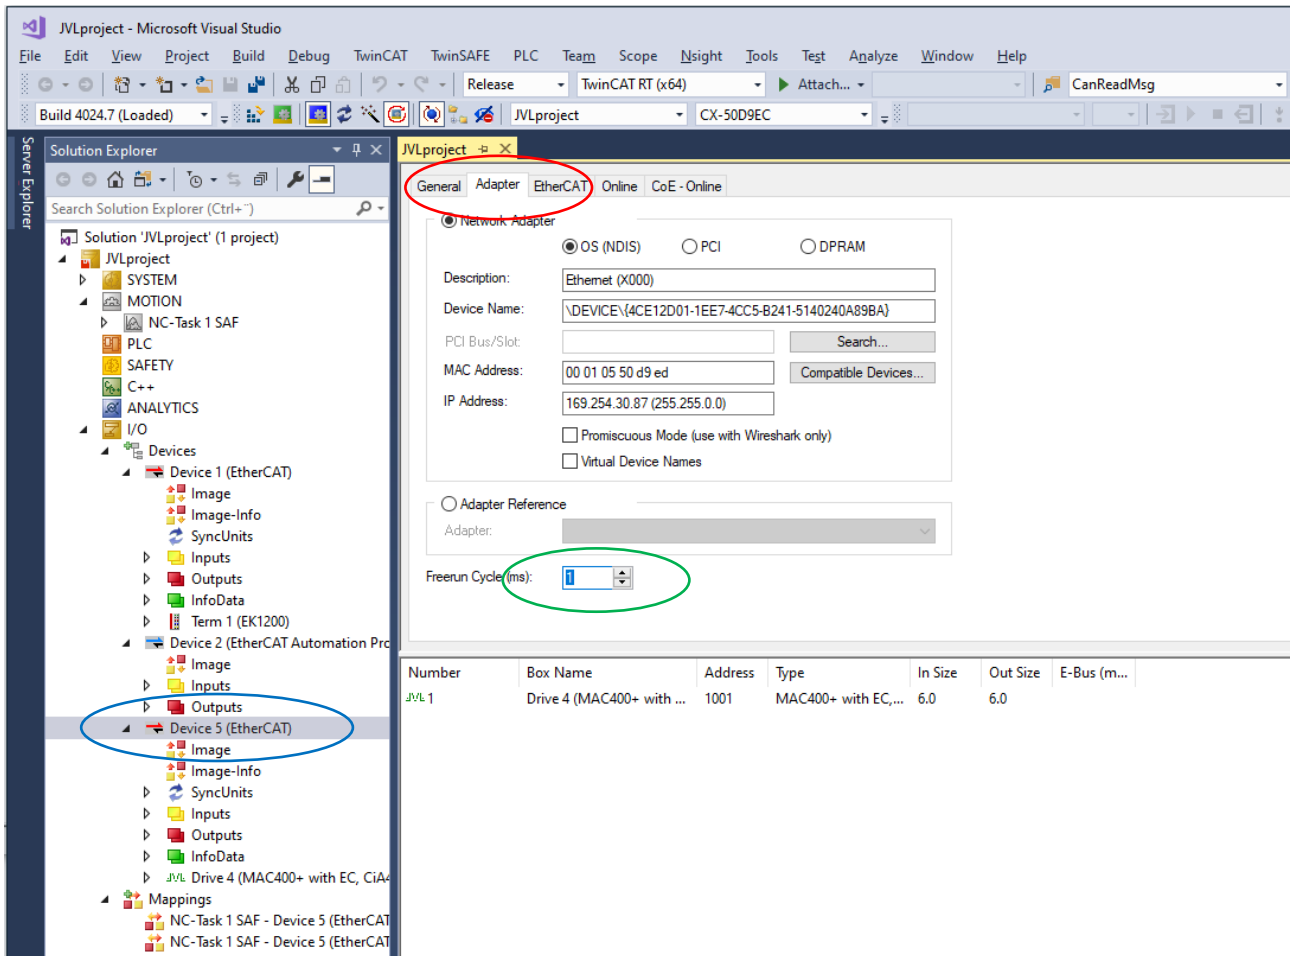 JVLproject - Microsoft Visual Studio
File Edit View Project Build Debug TwinCAT TwinSAFE PLC Team Scope Nsight Tools Test Analyze Window Help
Release TwinCAT RT (x64) Attach... CanReadMsg
Build 4024.7 (Loaded) JVLproject CX-50D9EC
Server Explorer
Solution Explorer
Search Solution Explorer (Ctrl+¨)
Solution 'JVLproject' (1 project)
JVLproject
SYSTEM
MOTION
NC-Task 1 SAF
PLC
SAFETY
C++
ANALYTICS
I/O
Devices
Device 1 (EtherCAT)
Image
Image-Info
SyncUnits
Inputs
Outputs
InfoData
Term 1 (EK1200)
Device 2 (EtherCAT Automation Pro
Image
Inputs
Outputs
Device 5 (EtherCAT)
Image
Image-Info
SyncUnits
Inputs
Outputs
InfoData
JVL Drive 4 (MAC400+ with EC, CiA4
Mappings
NC-Task 1 SAF - Device 5 (EtherCAT
NC-Task 1 SAF - Device 5 (EtherCAT
JVLproject
General Adapter EtherCAT Online CoE - Online
Network Adapter
OS (NDIS) PCI DPRAM
Description: Ethernet (X000)
Device Name: \DEVICE\{4CE12D01-1EE7-4CC5-B241-5140240A89BA}
PCI Bus/Slot: Search...
MAC Address: 00 01 05 50 d9 ed Compatible Devices...
IP Address: 169.254.30.87 (255.255.0.0)
Promiscuous Mode (use with Wireshark only)
Virtual Device Names
Adapter Reference
Adapter:
Freerun Cycle (ms): 1
Number Box Name Address Type In Size Out Size E-Bus (m...
JVL 1 Drive 4 (MAC400+ with ... 1001 MAC400+ with EC,... 6.0 6.0